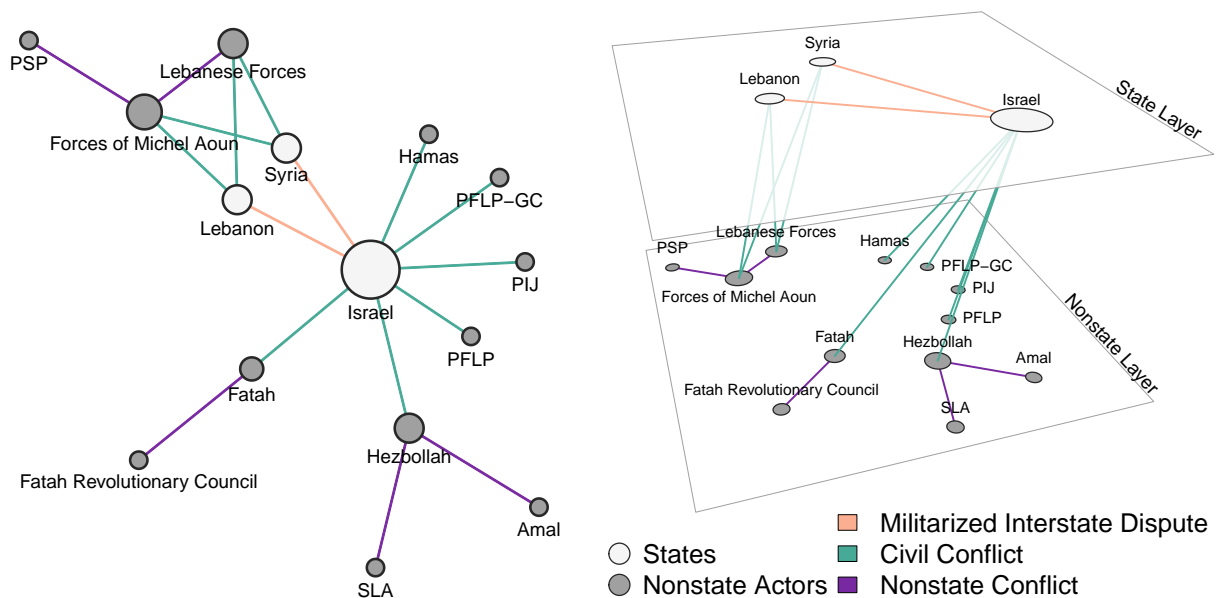 PSP
Lebanese Forces
Forces of Michel Aoun
Syria
Lebanon
Hamas
PFLP−GC
PIJ
Israel
PFLP
Fatah
Hezbollah
Fatah Revolutionary Council
Amal
SLA
Syria
Lebanon
Israel
State Layer
PSP
Lebanese Forces
Hamas
PFLP−GC
Forces of Michel Aoun
PIJ
PFLP
Fatah
Hezbollah
Amal
Fatah Revolutionary Council
SLA
Nonstate Layer
States
Nonstate Actors
Militarized Interstate Dispute
Civil Conflict
Nonstate Conflict